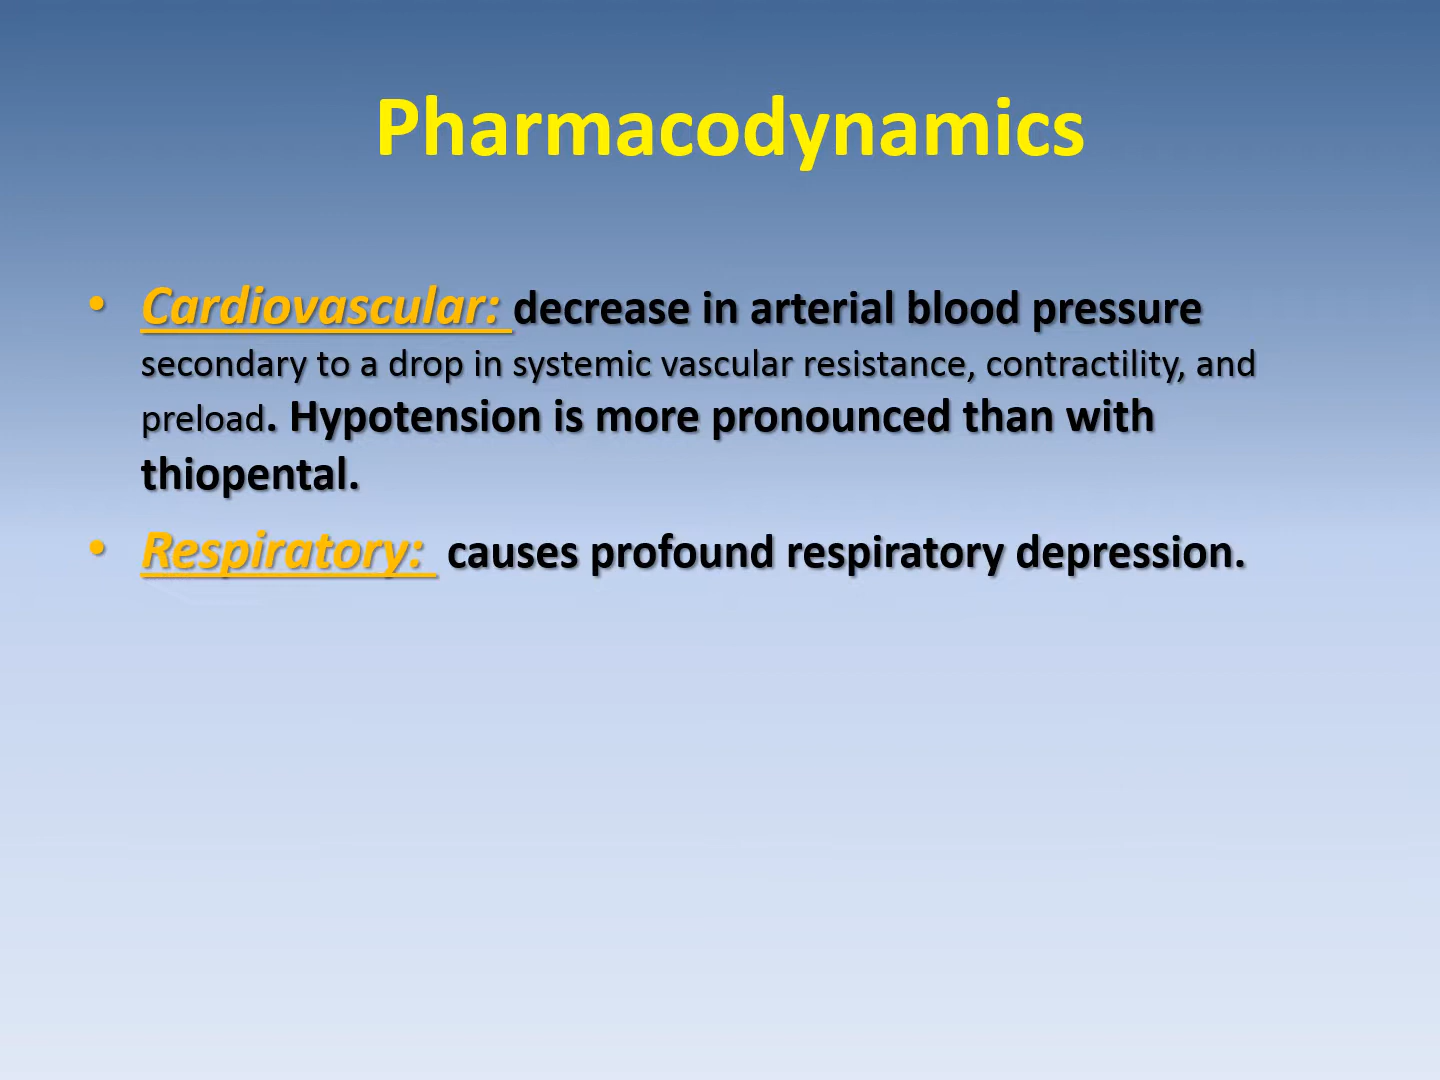 Pharmacodynamics
• Cardiovascular: decrease in arterial blood pressure
secondary to a drop in systemic vascular resistance, contractility, and
preload. Hypotension is more pronounced than with
thiopental.
• Respiratory: causes profound respiratory depression.